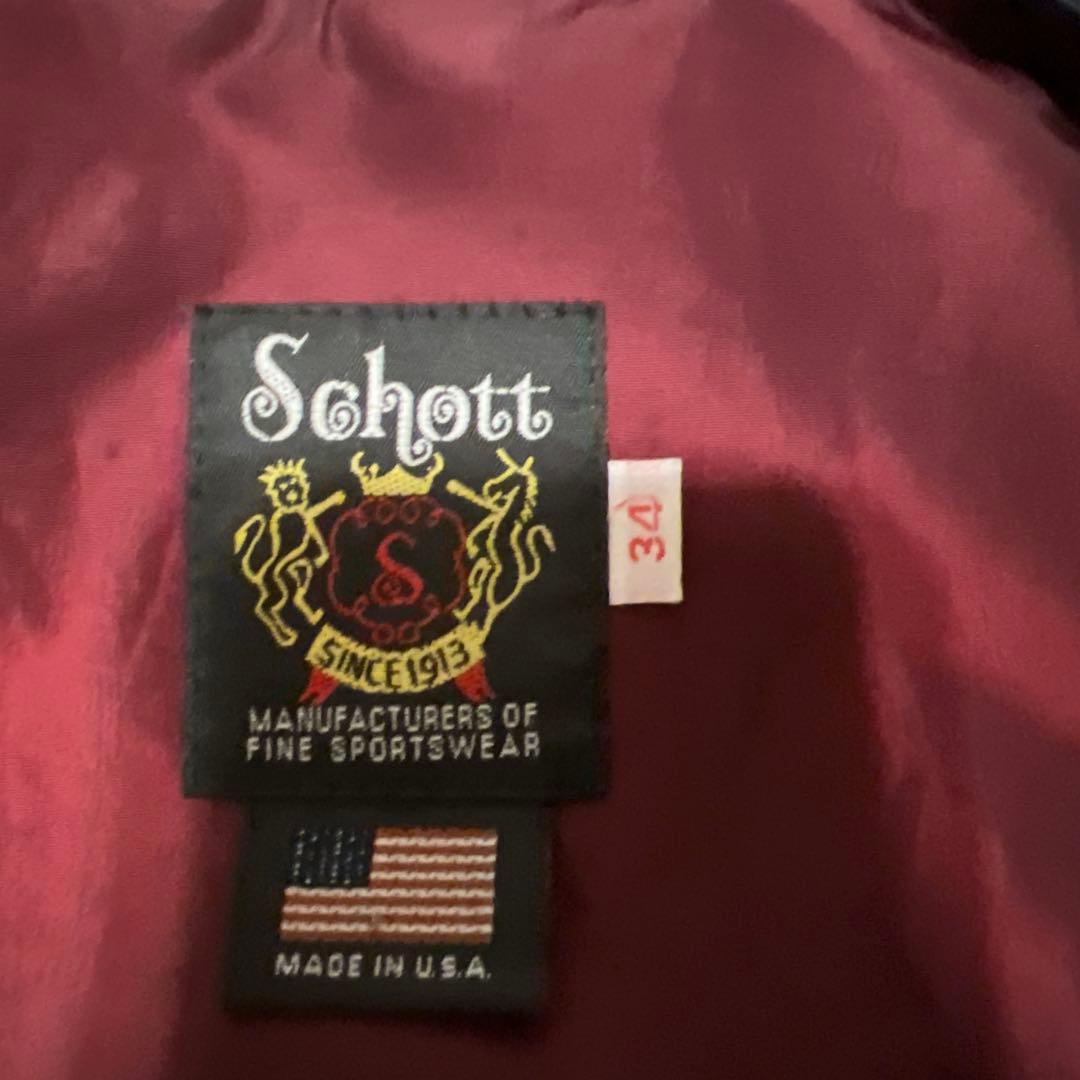 Schott
S
SINCE 1913
MANUFACTURERS OF
FINE SPORTSWEAR
34
MADE IN U.S.A.